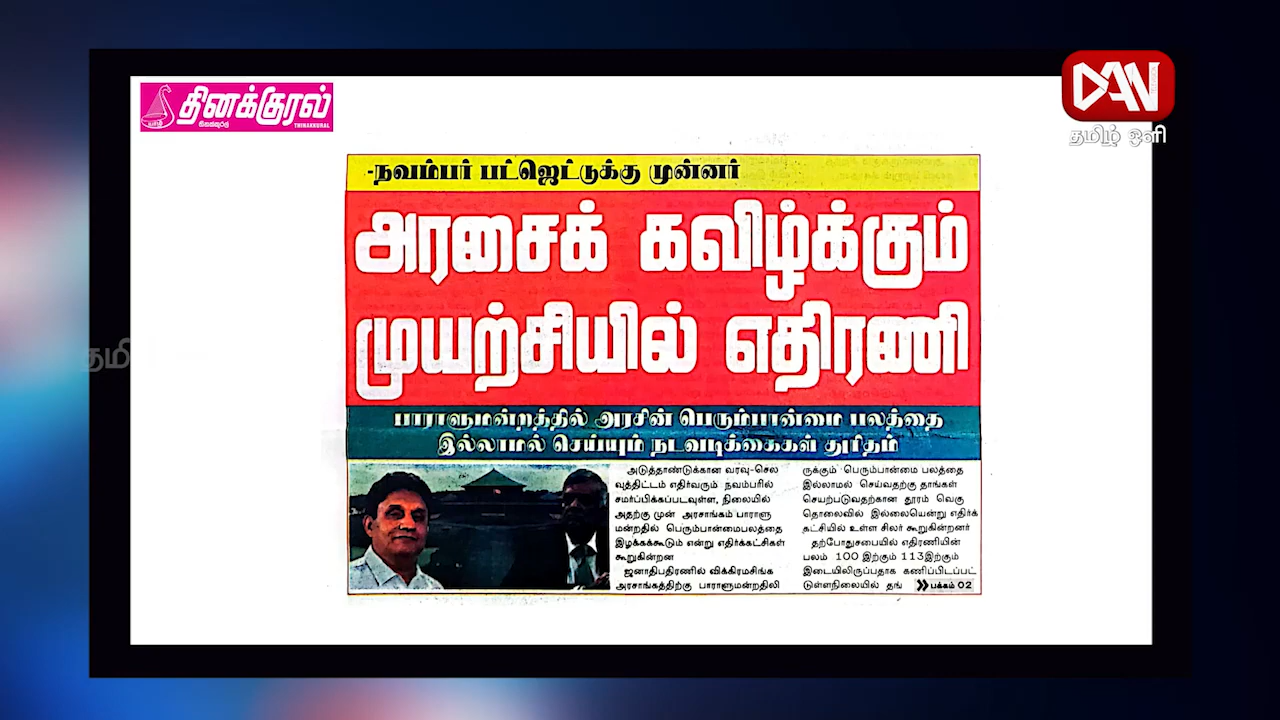 தினக்குரல்
THINAKKURAL
DAN
தமிழ் ஒளி
-நவம்பர் பட்ஜெட்டுக்கு முன்னர்
அரசைக் கவிழ்க்கும்
முயற்சியில் எதிரணி
பாராளுமன்றத்தில் அரசின் பெரும்பான்மை பலத்தை
இல்லாமல் செய்யும் நடவடிக்கைகள் துரிதம்
அடுத்தாண்டுக்கான வரவு-செல
வுத்திட்டம் எதிர்வரும் நவம்பரில்
சமர்ப்பிக்கப்படவுள்ள, நிலையில்
அதற்கு முன் அரசாங்கம் பாராளு
மன்றதில் பெரும்பான்மைபலத்தை
இழக்கக்கூடும் என்று எதிர்க்கட்சிகள்
கூறுகின்றன
ஜனாதிபதிரணில் விக்கிரமசிங்க
அரசாங்கத்திற்கு பாராளுமன்றதிலி
ருக்கும் பெரும்பான்மை பலத்தை
இல்லாமல் செய்வதற்கு தாங்கள்
செயற்படுவதற்கான தூரம் வெகு
தொலைவில் இல்லையென்று எதிர்க்
கட்சியில் உள்ள சிலர் கூறுகின்றனர்
தற்போதுசபையில் எதிரணியின்
பலம் 100 இற்கும் 113இற்கும்
இடையிலிருப்பதாக கணிப்பிடப்பட்
டுள்ளநிலையில் தங்
பக்கம் 02
தமி